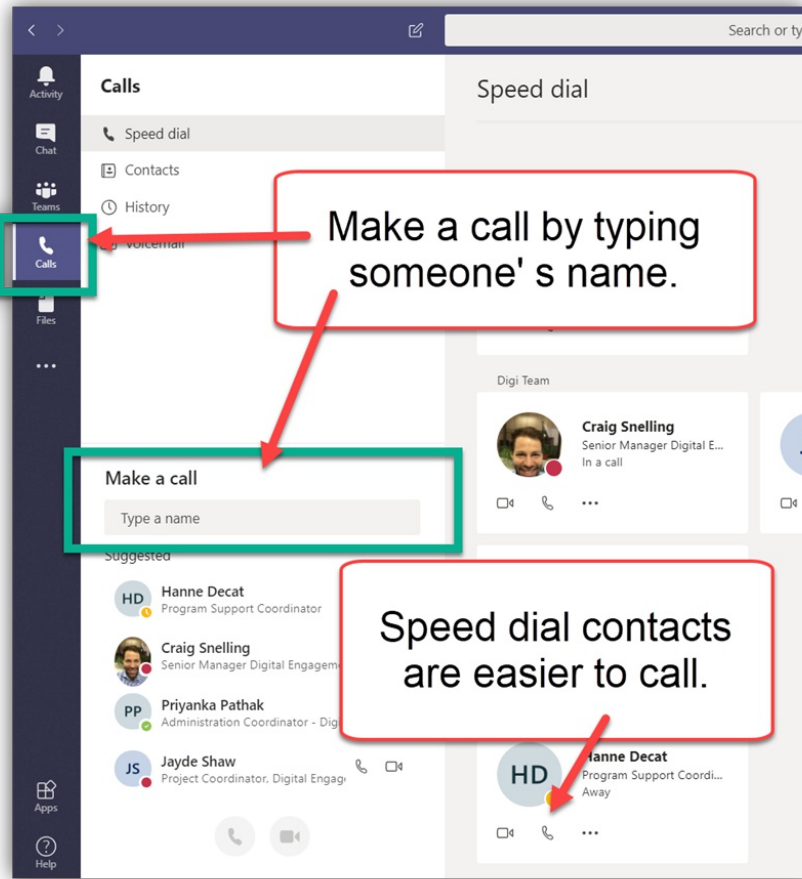 Search or ty
Activity
Chat
Teams
Calls
Files
Apps
Help
Calls
Speed dial
Contacts
History
Voicemail
Make a call
Type a name
Suggested
HD
Hanne Decat
Program Support Coordinator
Craig Snelling
Senior Manager Digital Engagem
PP
Priyanka Pathak
Administration Coordinator - Dig
JS
Jayde Shaw
Project Coordinator, Digital Engag
Speed dial
Make a call by typing
someone' s name.
Digi Team
Craig Snelling
Senior Manager Digital E...
In a call
Speed dial contacts
are easier to call.
HD
Hanne Decat
Program Support Coordi...
Away